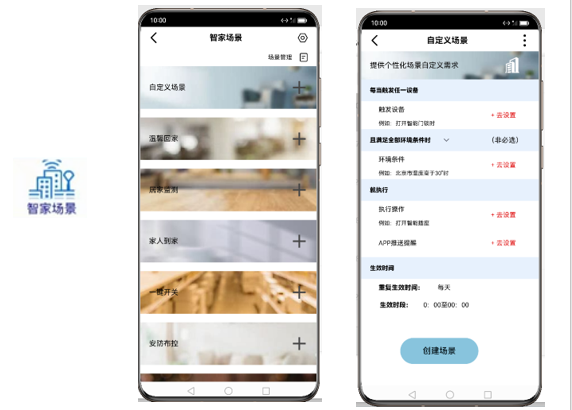 智家场景
10:00
智家场景
场景管理
自定义场景
温馨回家
居家监测
家人到家
一键开关
安防布控
10:00
自定义场景
提供个性化场景自定义需求
每当触发任一设备
触发设备
+ 去设置
例如：打开智能门锁时
且满足全部环境条件时
(非必选)
环境条件
+ 去设置
例如：北京市温度高于30°时
就执行
执行操作
+ 去设置
例如：打开智能插座
APP推送提醒
+ 去设置
生效时间
重复生效时间： 每天
生效时段： 0：00至00：00
创建场景